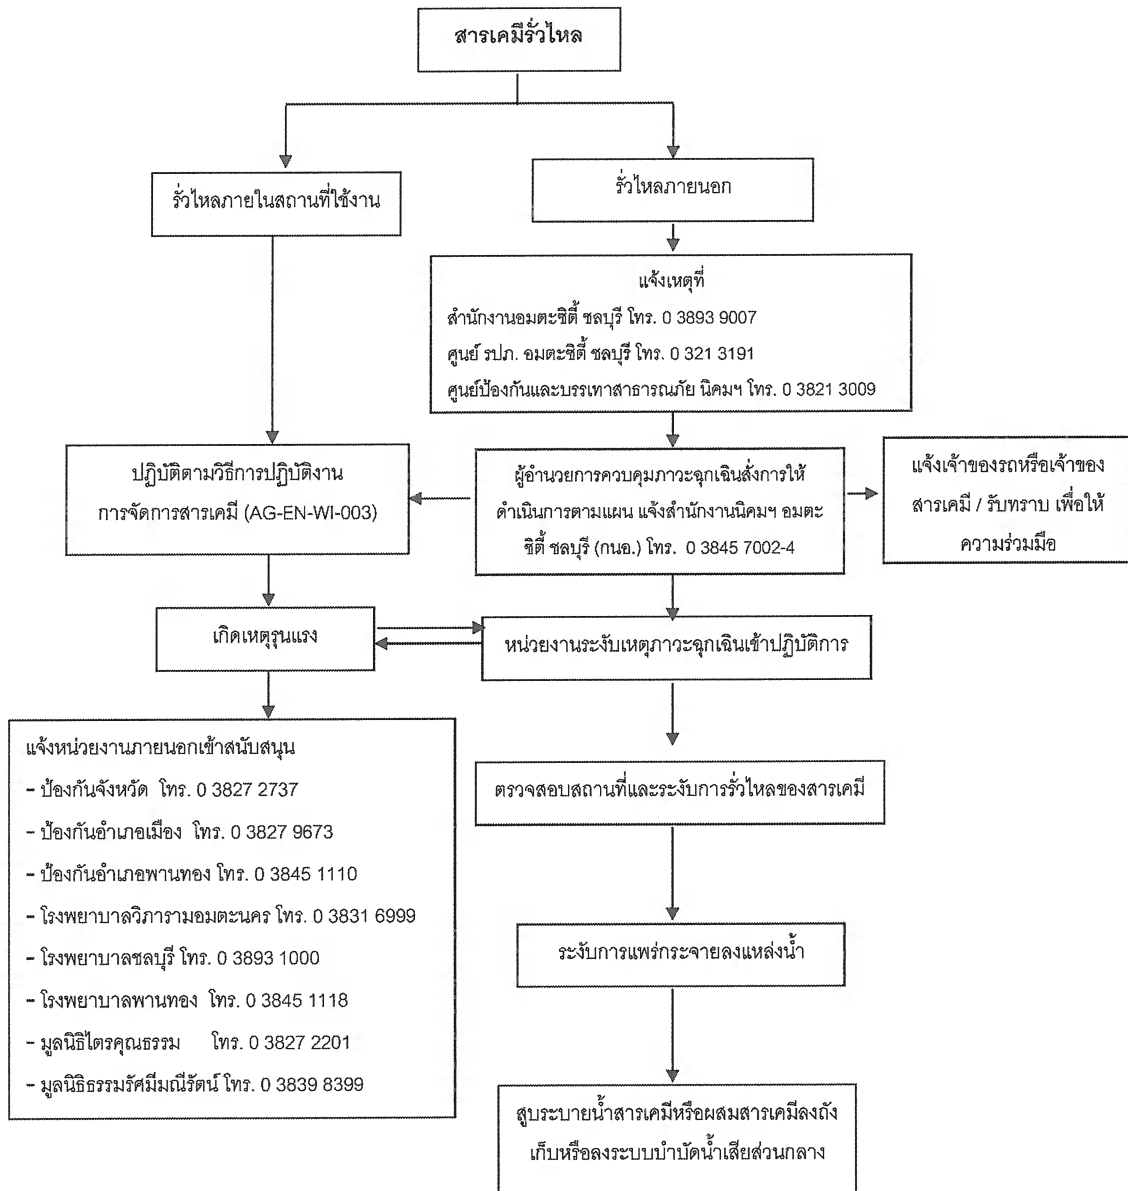 สารเคมีรั่วไหล
รั่วไหลภายในสถานที่ใช้งาน
รั่วไหลภายนอก
แจ้งเหตุที่
สำนักงานอมตะซิตี้ ชลบุรี โทร. 0 3893 9007
ศูนย์ รปภ. อมตะซิตี้ ชลบุรี โทร. 0 321 3191
ศูนย์ป้องกันและบรรเทาสาธารณภัย นิคมฯ โทร. 0 3821 3009
ปฏิบัติตามวิธีการปฏิบัติงาน
การจัดการสารเคมี (AG-EN-WI-003)
ผู้อำนวยการควบคุมภาวะฉุกเฉินสั่งการให้
ดำเนินการตามแผน แจ้งสำนักงานนิคมฯ อมตะ
ซิตี้ ชลบุรี (กนอ.) โทร. 0 3845 7002-4
แจ้งเจ้าของรถหรือเจ้าของ
สารเคมี / รับทราบ เพื่อให้
ความร่วมมือ
เกิดเหตุรุนแรง
หน่วยงานระงับเหตุภาวะฉุกเฉินเข้าปฏิบัติการ
แจ้งหน่วยงานภายนอกเข้าสนับสนุน
- ป้องกันจังหวัด โทร. 0 3827 2737
- ป้องกันอำเภอเมือง โทร. 0 3827 9673
- ป้องกันอำเภอพานทอง โทร. 0 3845 1110
- โรงพยาบาลวิภารามอมตะนคร โทร. 0 3831 6999
- โรงพยาบาลชลบุรี โทร. 0 3893 1000
- โรงพยาบาลพานทอง โทร. 0 3845 1118
- มูลนิธิไตรคุณธรรม โทร. 0 3827 2201
- มูลนิธิธรรมรัศมีมณีรัตน์ โทร. 0 3839 8399
ตรวจสอบสถานที่และระงับการรั่วไหลของสารเคมี
ระงับการแพร่กระจายลงแหล่งน้ำ
สูบระบายน้ำสารเคมีหรือผสมสารเคมีลงถัง
เก็บหรือลงระบบบำบัดน้ำเสียส่วนกลาง